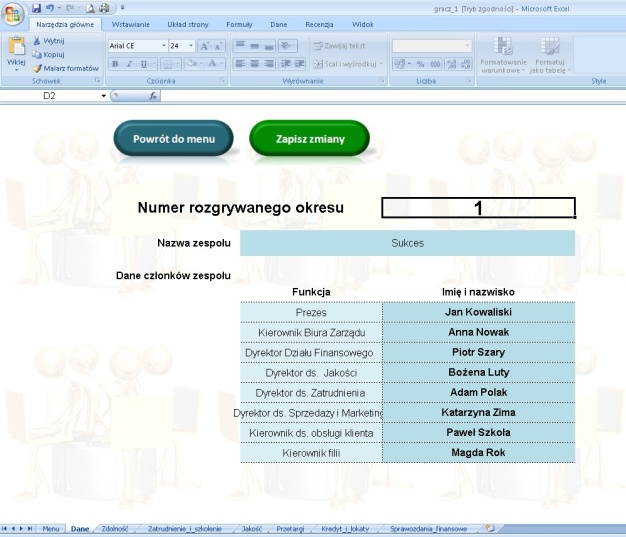 gracz_1 [Tryb zgodności] - Microsoft Excel
Narzędzia główne Wstawianie Układ strony Formuły Dane Recenzja Widok
Wklej
Wytnij
Kopiuj
Malarz formatów
Schowek
Arial CE 24
B I U
Czcionka
Zawijaj tekst
Scal i wyśrodkuj
Wyrównanie
% 000
Liczba
Formatowanie warunkowe
Formatuj jako tabelę
Style
D2 fx
Powrót do menu Zapisz zmiany
Numer rozgrywanego okresu 1
Nazwa zespołu Sukces
Dane członków zespołu
Funkcja Imię i nazwisko
Prezes Jan Kowaliski
Kierownik Biura Zarządu Anna Nowak
Dyrektor Działu Finansowego Piotr Szary
Dyrektor ds. Jakości Bożena Luty
Dyrektor ds. Zatrudnienia Adam Polak
Dyrektor ds. Sprzedaży i Marketing Katarzyna Zima
Kierownik ds. obsługi klienta Paweł Szkoła
Kierownik filii Magda Rok
Menu Dane Zdolność Zatrudnienie_i_szkolenie Jakość Przetargi Kredyt_i_lokaty Sprawozdania_finansowe